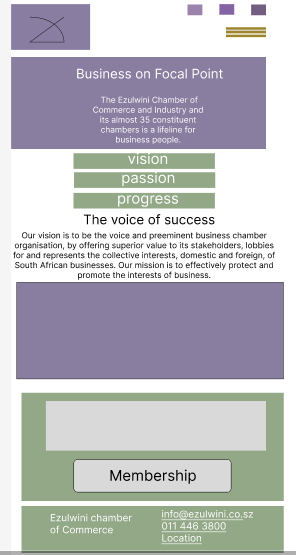 Business on Focal Point
The Ezulwini Chamber of
Commerce and Industry and
its almost 35 constituent
chambers is a lifeline for
business people.
vision
passion
progress
The voice of success
Our vision is to be the voice and preeminent business chamber
organisation, by offering superior value to its stakeholders, lobbies
for and represents the collective interests, domestic and foreign, of
South African businesses. Our mission is to effectively protect and
promote the interests of business.
Membership
Ezulwini chamber
of Commerce
info@ezulwini.co.sz
011 446 3800
Location